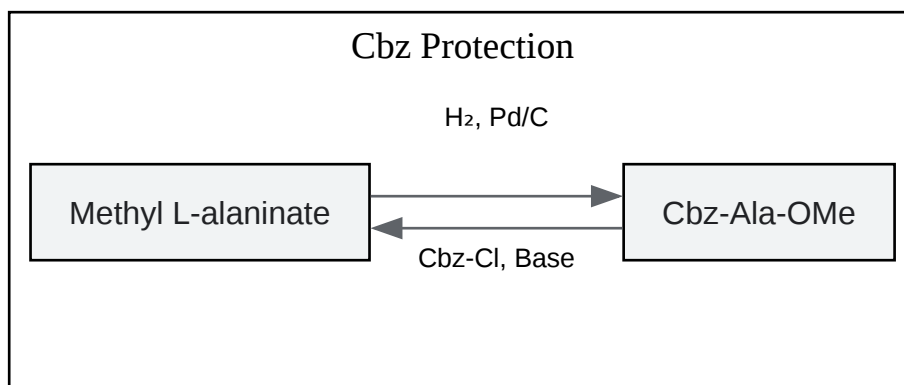 Cbz Protection
H₂, Pd/C
Methyl L-alaninate
Cbz-Ala-OMe
Cbz-Cl, Base